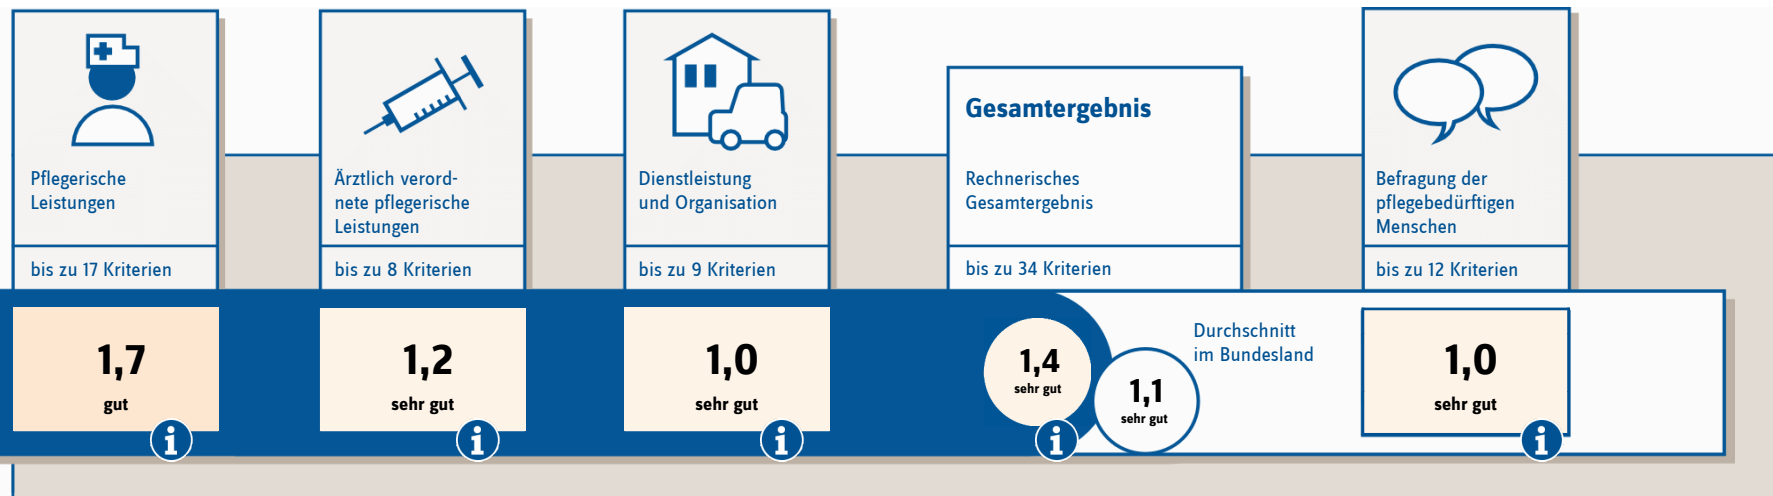 Pflegerische
Leistungen
bis zu 17 Kriterien
1,7
gut
Ärztlich verord-
nete pflegerische
Leistungen
bis zu 8 Kriterien
1,2
sehr gut
Dienstleistung
und Organisation
bis zu 9 Kriterien
1,0
sehr gut
Gesamtergebnis
Rechnerisches
Gesamtergebnis
bis zu 34 Kriterien
1,4
sehr gut
1,1
sehr gut
Durchschnitt
im Bundesland
Befragung der
pflegebedürftigen
Menschen
bis zu 12 Kriterien
1,0
sehr gut